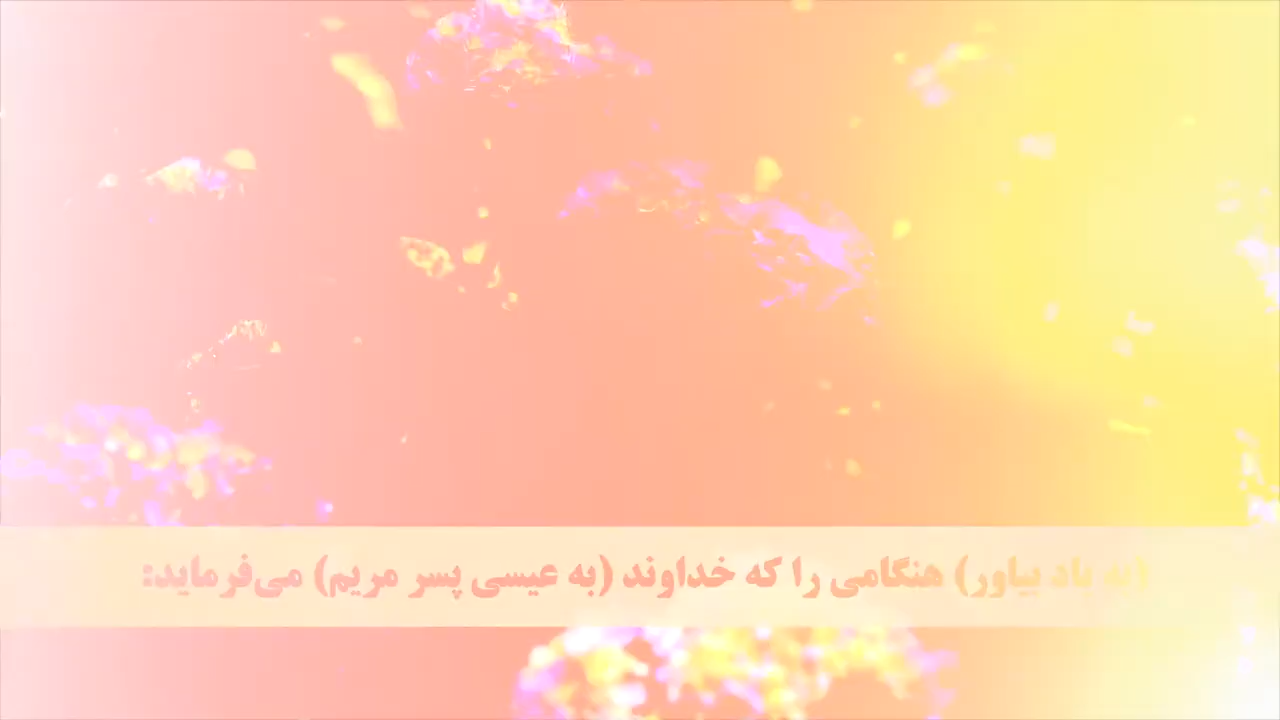 (به یاد بیاور) هنگامی را که خداوند (به عیسی پسر مریم) می‌فرماید: